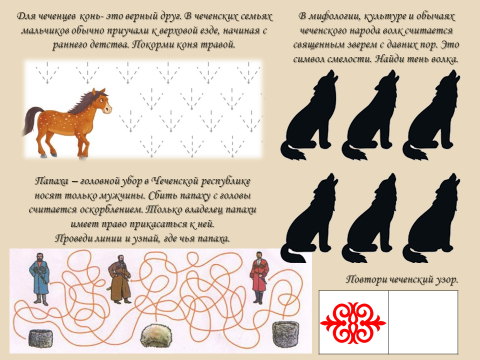 Для чеченцев конь- это верный друг. В чеченских семьях
мальчиков обычно приучали к верховой езде, начиная с
раннего детства. Покорми коня травой.
В мифологии, культуре и обычаях
чеченского народа волк считается
священным зверем с давних пор. Это
символ смелости. Найди тень волка.
Папаха – головной убор в Чеченской республике
носят только мужчины. Сбить папаху с головы
считается оскорблением. Только владелец папахи
имеет право прикасаться к ней.
Проведи линии и узнай, где чья папаха.
Повтори чеченский узор.